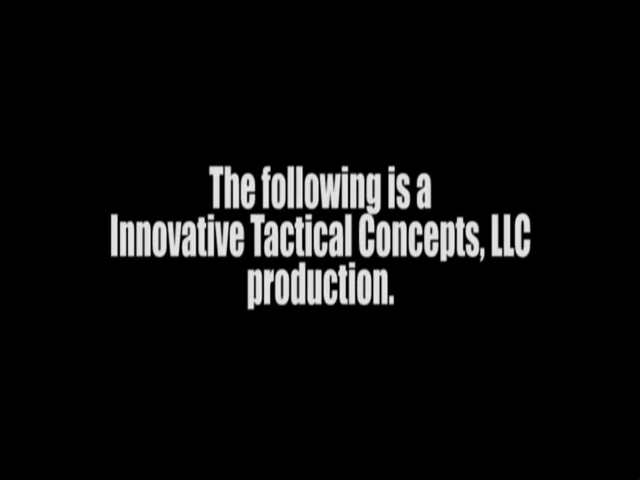 The following is a
Innovative Tactical Concepts, LLC
production.